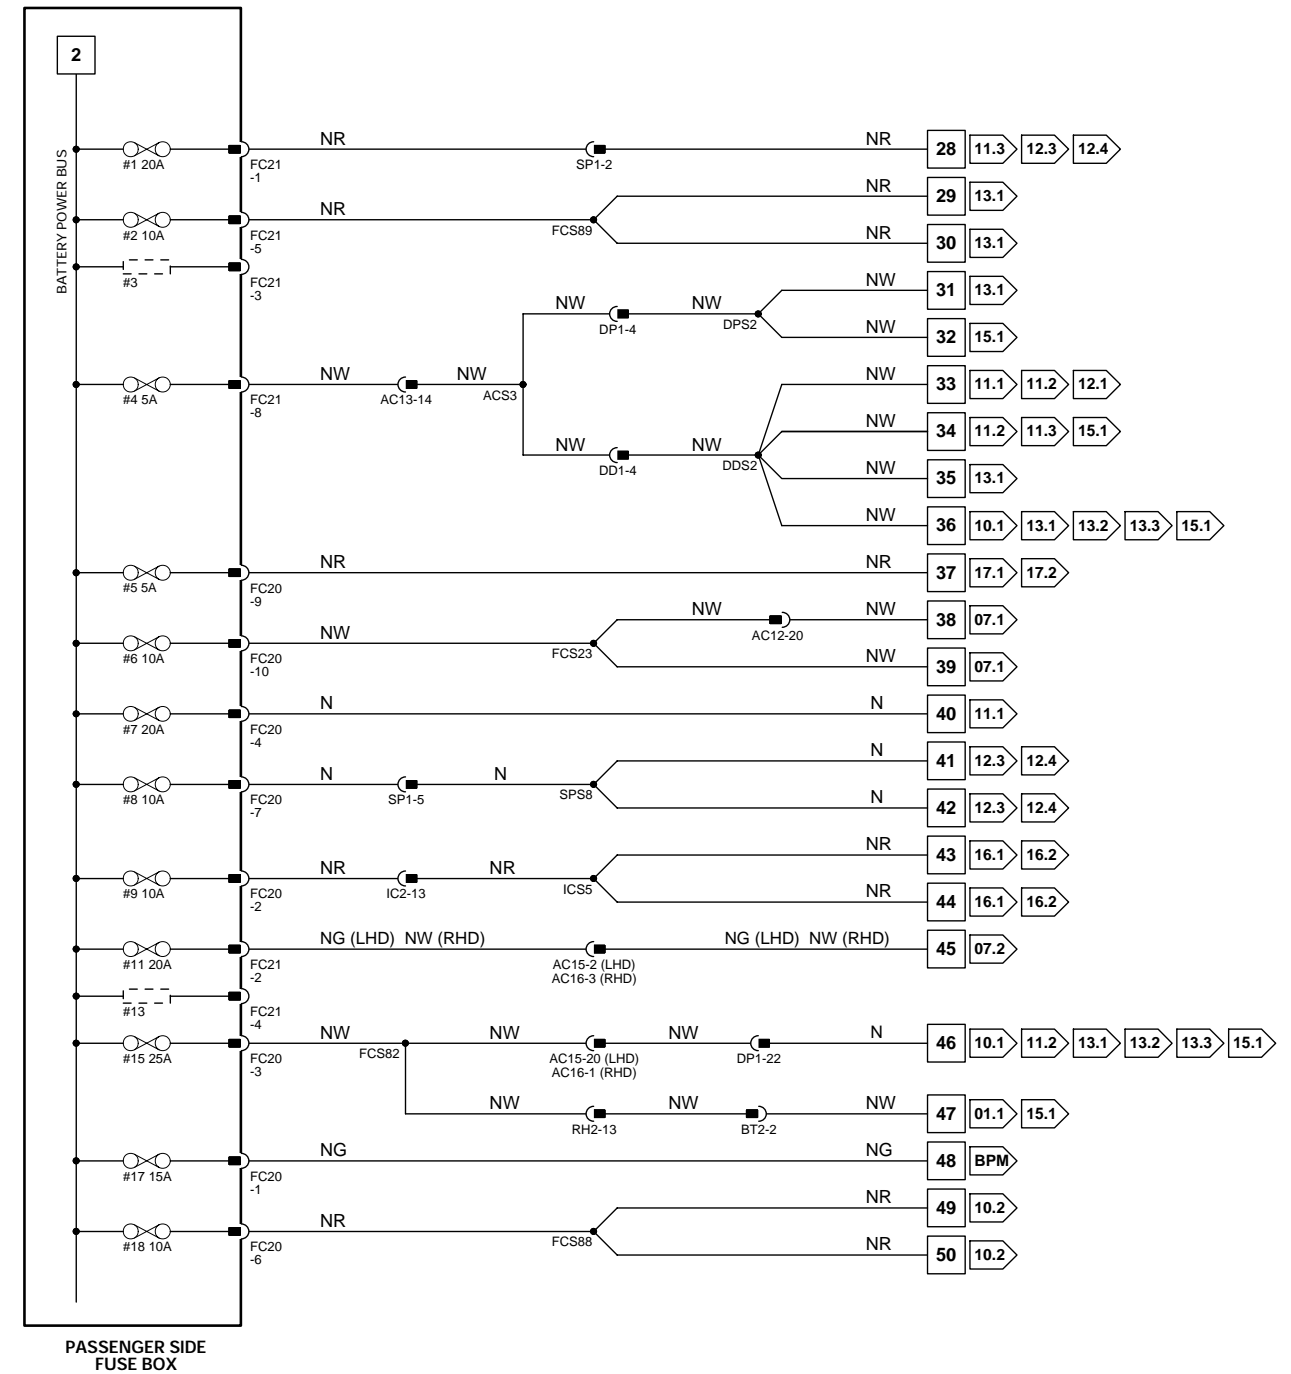 2
BATTERY POWER BUS
#1 20A FC21 -1 NR SP1-2 NR 28 11.3 12.3 12.4
NR 29 13.1
#2 10A FC21 -5 NR FCS89
NR 30 13.1
#3 FC21 -3
NW 31 13.1
NW DP1-4 NW DPS2
NW 32 15.1
#4 5A FC21 -8 NW AC13-14 NW ACS3
NW 33 11.1 11.2 12.1
NW 34 11.2 11.3 15.1
NW DD1-4 NW DDS2
NW 35 13.1
NW 36 10.1 13.1 13.2 13.3 15.1
#5 5A FC20 -9 NR NR 37 17.1 17.2
NW AC12-20 NW 38 07.1
#6 10A FC20 -10 NW FCS23
NW 39 07.1
#7 20A FC20 -4 N N 40 11.1
N 41 12.3 12.4
#8 10A FC20 -7 N SP1-5 N SPS8
N 42 12.3 12.4
NR 43 16.1 16.2
#9 10A FC20 -2 NR IC2-13 NR ICS5
NR 44 16.1 16.2
#11 20A FC21 -2 NG (LHD) NW (RHD) AC15-2 (LHD) AC16-3 (RHD) NG (LHD) NW (RHD) 45 07.2
#13 FC21 -4
#15 25A FC20 -3 NW FCS82 NW AC15-20 (LHD) AC16-1 (RHD) NW DP1-22 N 46 10.1 11.2 13.1 13.2 13.3 15.1
NW RH2-13 NW BT2-2 NW 47 01.1 15.1
#17 15A FC20 -1 NG NG 48 BPM
NR 49 10.2
#18 10A FC20 -6 NR FCS88
NR 50 10.2
PASSENGER SIDE
FUSE BOX